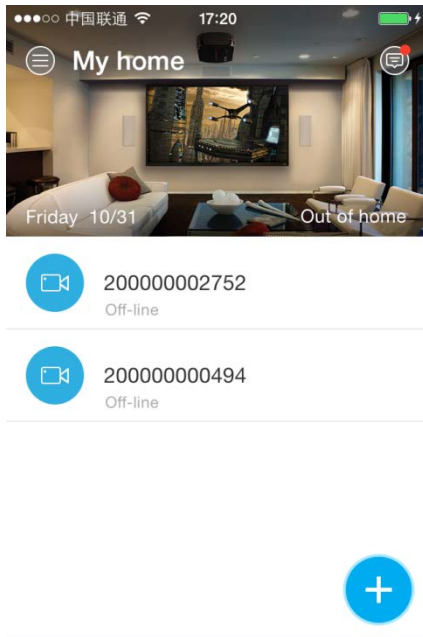 中国联通 17:20
My home
Friday 10/31 Out of home
200000002752
Off-line
200000000494
Off-line